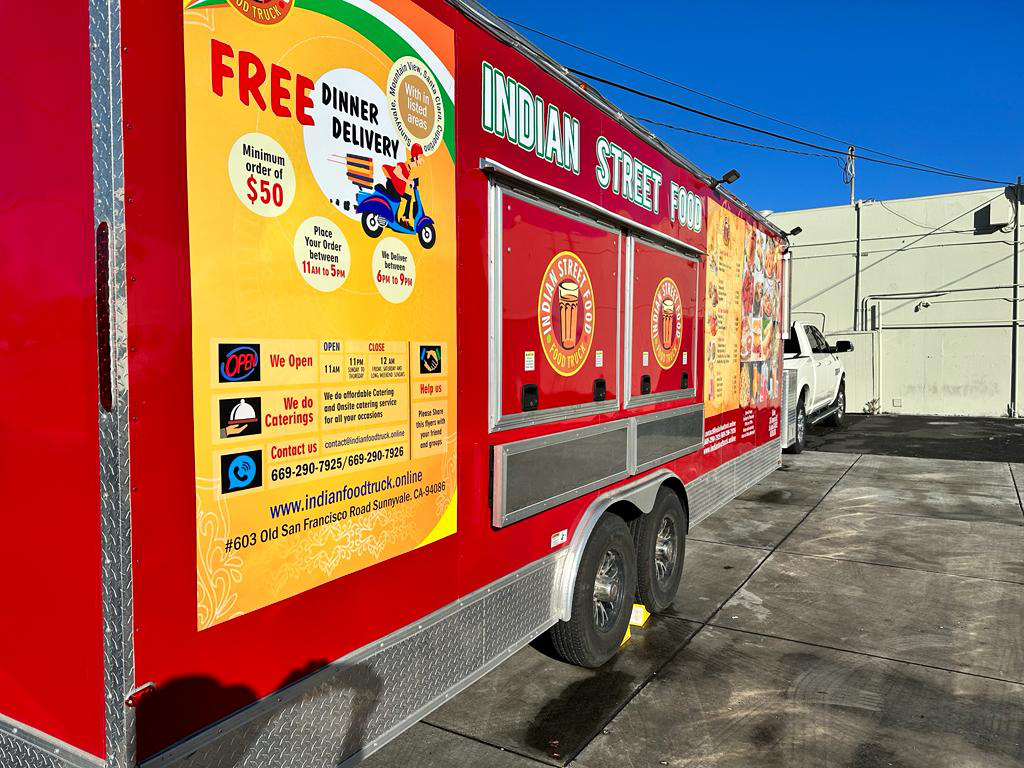 FOOD TRUCK
FREE
DINNER
DELIVERY
Sunnyvale, Mountain View, Santa Clara, Cupertino
With in
listed
areas
Minimum
order of
$50
Place
Your Order
between
11AM to 5PM
We Deliver
between
6PM TO 9PM
OPEN
We Open
OPEN
11AM
CLOSE
11PM
SUNDAY TO
THURSDAY
12 AM
FRIDAY, SATURDAY AND
LONG WEEKEND SUNDAYS
We do
Caterings
We do affordable Catering
and Onsite catering service
for all your occasions
Help us
Please Share
this flyers with
your friend
and groups
Contact us
contact@indianfoodtruck.online
669-290-7925/669-290-7926
www.indianfoodtruck.online
#603 Old San Francisco Road Sunnyvale. CA-94086
INDIAN STREET FOOD
INDIAN STREET FOOD
FOOD TRUCK
INDIAN STREET FOOD
FOOD TRUCK